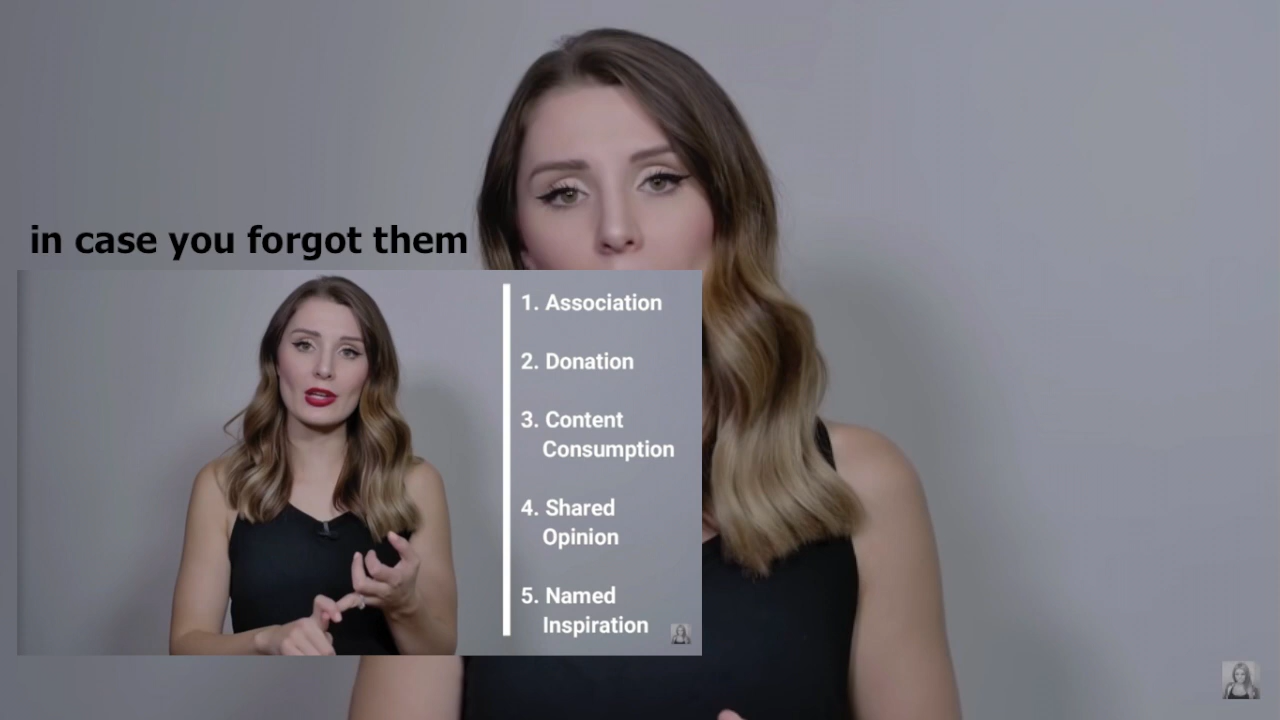 in case you forgot them
1. Association
2. Donation
3. Content
Consumption
4. Shared
Opinion
5. Named
Inspiration